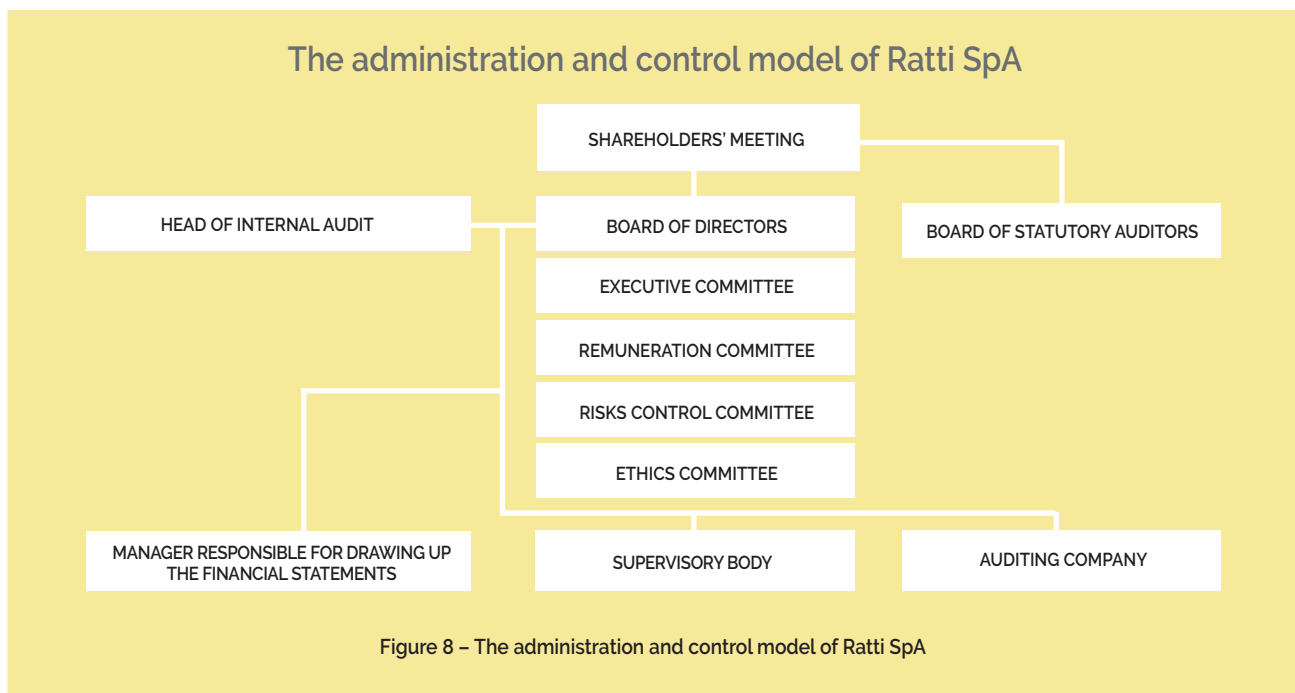 The administration and control model of Ratti SpA
SHAREHOLDERS’ MEETING
HEAD OF INTERNAL AUDIT
BOARD OF DIRECTORS
BOARD OF STATUTORY AUDITORS
EXECUTIVE COMMITTEE
REMUNERATION COMMITTEE
RISKS CONTROL COMMITTEE
ETHICS COMMITTEE
MANAGER RESPONSIBLE FOR DRAWING UP
THE FINANCIAL STATEMENTS
SUPERVISORY BODY
AUDITING COMPANY
Figure 8 – The administration and control model of Ratti SpA